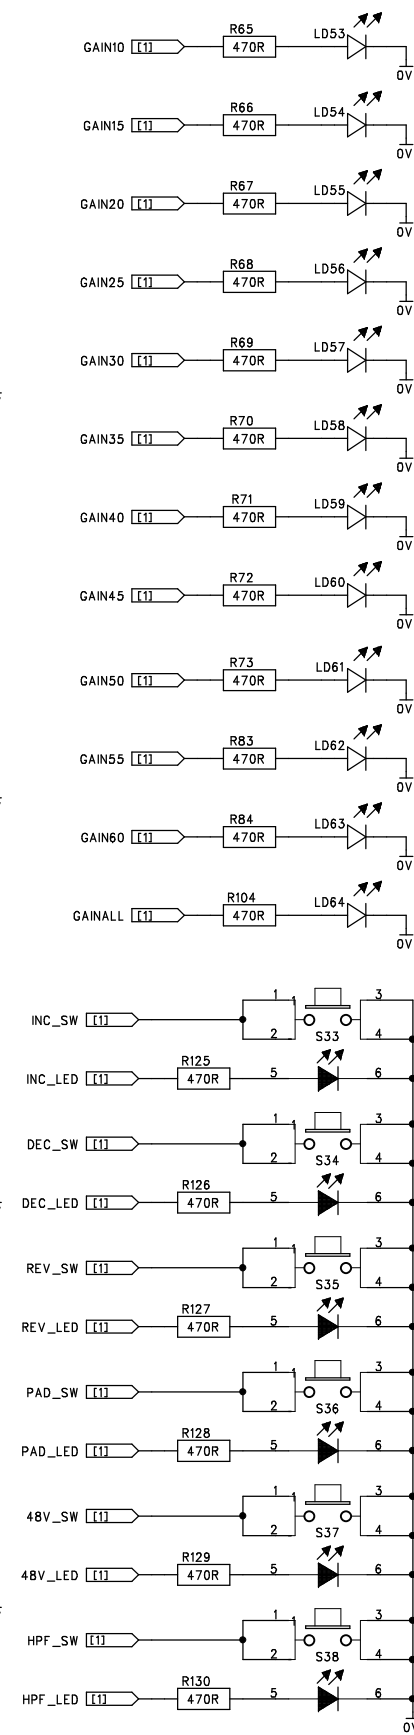 R65 LD53
GAIN10 [1] 470R
0V
R66 LD54
GAIN15 [1] 470R
0V
R67 LD55
GAIN20 [1] 470R
0V
R68 LD56
GAIN25 [1] 470R
0V
R69 LD57
GAIN30 [1] 470R
0V
R70 LD58
GAIN35 [1] 470R
0V
R71 LD59
GAIN40 [1] 470R
0V
R72 LD60
GAIN45 [1] 470R
0V
R73 LD61
GAIN50 [1] 470R
0V
R83 LD62
GAIN55 [1] 470R
0V
R84 LD63
GAIN60 [1] 470R
0V
R104 LD64
GAINALL [1] 470R
0V
1 1 3
INC_SW [1]
2 S33 4
R125
INC_LED [1] 470R 5 6
1 1 3
DEC_SW [1]
2 S34 4
R126
DEC_LED [1] 470R 5 6
1 1 3
REV_SW [1]
2 S35 4
R127
REV_LED [1] 470R 5 6
1 1 3
PAD_SW [1]
2 S36 4
R128
PAD_LED [1] 470R 5 6
1 1 3
48V_SW [1]
2 S37 4
R129
48V_LED [1] 470R 5 6
1 1 3
HPF_SW [1]
2 S38 4
R130
HPF_LED [1] 470R 5 6